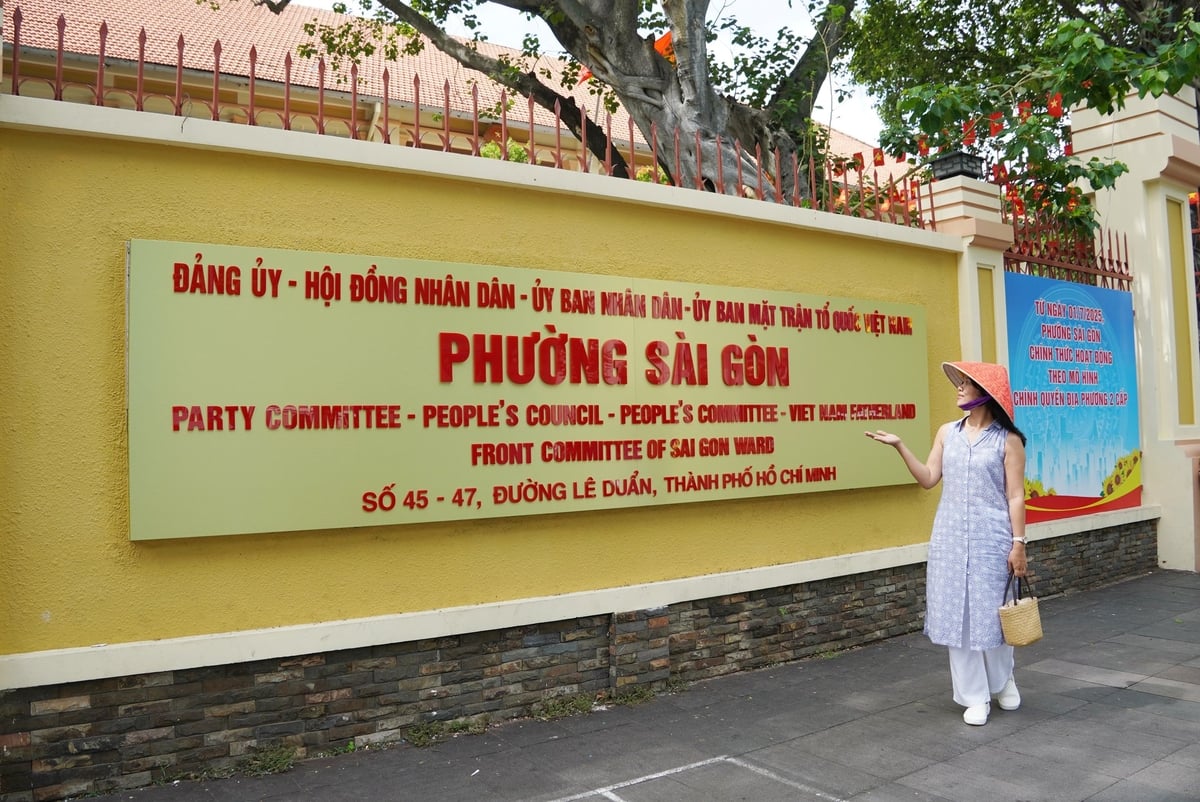 ĐẢNG ỦY - HỘI ĐỒNG NHÂN DÂN - ỦY BAN NHÂN DÂN - ỦY BAN MẶT TRẬN TỔ QUỐC VIỆT NAM
PHƯỜNG SÀI GÒN
PARTY COMMITTEE - PEOPLE'S COUNCIL - PEOPLE'S COMMITTEE - VIET NAM FATHERLAND
FRONT COMMITTEE OF SAI GON WARD
SỐ 45 - 47, ĐƯỜNG LÊ DUẨN, THÀNH PHỐ HỒ CHÍ MINH
TỪ NGÀY 01/7/2025,
PHƯỜNG SÀI GÒN
CHÍNH THỨC HOẠT ĐỘNG
THEO MÔ HÌNH
CHÍNH QUYỀN ĐỊA PHƯƠNG 2 CẤP